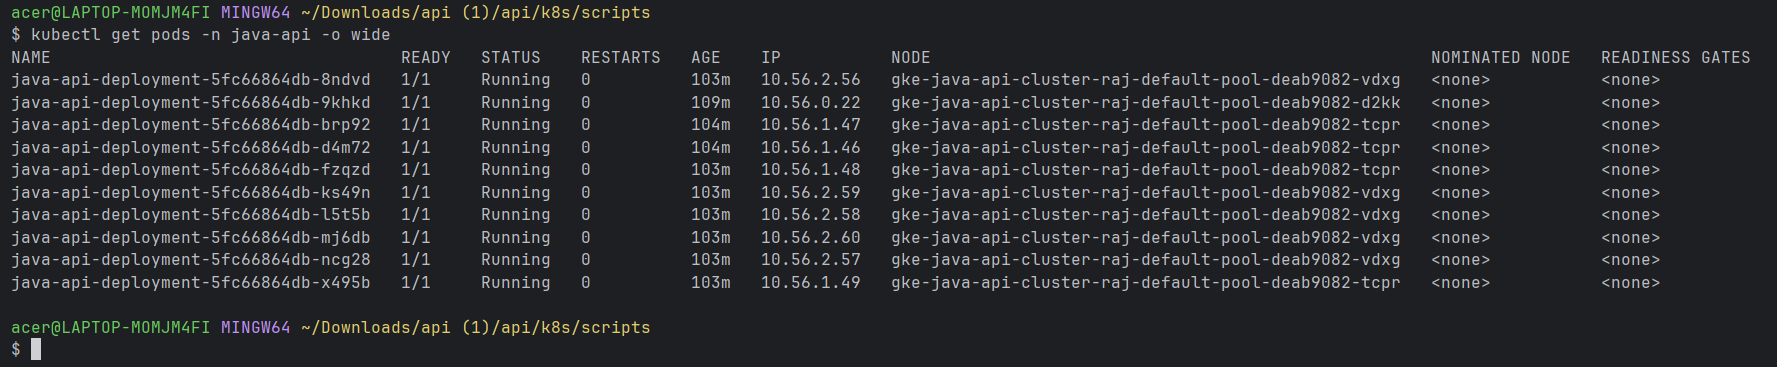 acer@LAPTOP-MOMJM4FI MINGW64 ~/Downloads/api (1)/api/k8s/scripts
$ kubectl get pods -n java-api -o wide
NAME                                   READY   STATUS    RESTARTS   AGE    IP           NODE                                                  NOMINATED NODE   READINESS GATES
java-api-deployment-5fc66864db-8ndvd   1/1     Running   0          103m   10.56.2.56   gke-java-api-cluster-raj-default-pool-deab9082-vdxg   <none>           <none>
java-api-deployment-5fc66864db-9khkd   1/1     Running   0          109m   10.56.0.22   gke-java-api-cluster-raj-default-pool-deab9082-d2kk   <none>           <none>
java-api-deployment-5fc66864db-brp92   1/1     Running   0          104m   10.56.1.47   gke-java-api-cluster-raj-default-pool-deab9082-tcpr   <none>           <none>
java-api-deployment-5fc66864db-d4m72   1/1     Running   0          104m   10.56.1.46   gke-java-api-cluster-raj-default-pool-deab9082-tcpr   <none>           <none>
java-api-deployment-5fc66864db-fzqzd   1/1     Running   0          103m   10.56.1.48   gke-java-api-cluster-raj-default-pool-deab9082-tcpr   <none>           <none>
java-api-deployment-5fc66864db-ks49n   1/1     Running   0          103m   10.56.2.59   gke-java-api-cluster-raj-default-pool-deab9082-vdxg   <none>           <none>
java-api-deployment-5fc66864db-l5t5b   1/1     Running   0          103m   10.56.2.58   gke-java-api-cluster-raj-default-pool-deab9082-vdxg   <none>           <none>
java-api-deployment-5fc66864db-mj6db   1/1     Running   0          103m   10.56.2.60   gke-java-api-cluster-raj-default-pool-deab9082-vdxg   <none>           <none>
java-api-deployment-5fc66864db-ncg28   1/1     Running   0          103m   10.56.2.57   gke-java-api-cluster-raj-default-pool-deab9082-vdxg   <none>           <none>
java-api-deployment-5fc66864db-x495b   1/1     Running   0          103m   10.56.1.49   gke-java-api-cluster-raj-default-pool-deab9082-tcpr   <none>           <none>
acer@LAPTOP-MOMJM4FI MINGW64 ~/Downloads/api (1)/api/k8s/scripts
$